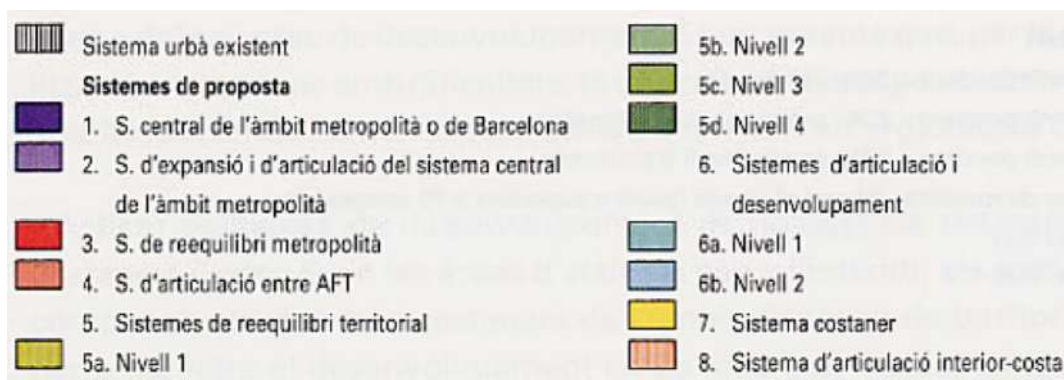 Sistema urbà existent
Sistemes de proposta
1. S. central de l'àmbit metropolità o de Barcelona
2. S. d'expansió i d'articulació del sistema central
de l'àmbit metropolità
3. S. de reequilibri metropolità
4. S. d'articulació entre AFT
5. Sistemes de reequilibri territorial
5a. Nivell 1
5b. Nivell 2
5c. Nivell 3
5d. Nivell 4
6. Sistemes d'articulació i
desenvolupament
6a. Nivell 1
6b. Nivell 2
7. Sistema costaner
8. Sistema d'articulació interior-costa